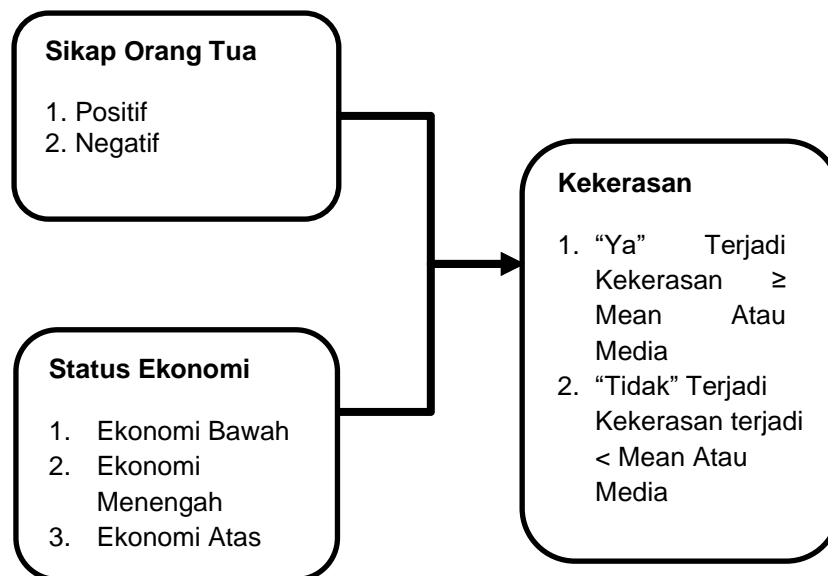 Sikap Orang Tua
1. Positif
2. Negatif
Status Ekonomi
1. Ekonomi Bawah
2. Ekonomi
Menengah
3. Ekonomi Atas
Kekerasan
1. “Ya” Terjadi
Kekerasan ≥
Mean Atau
Media
2. “Tidak” Terjadi
Kekerasan terjadi
< Mean Atau
Media